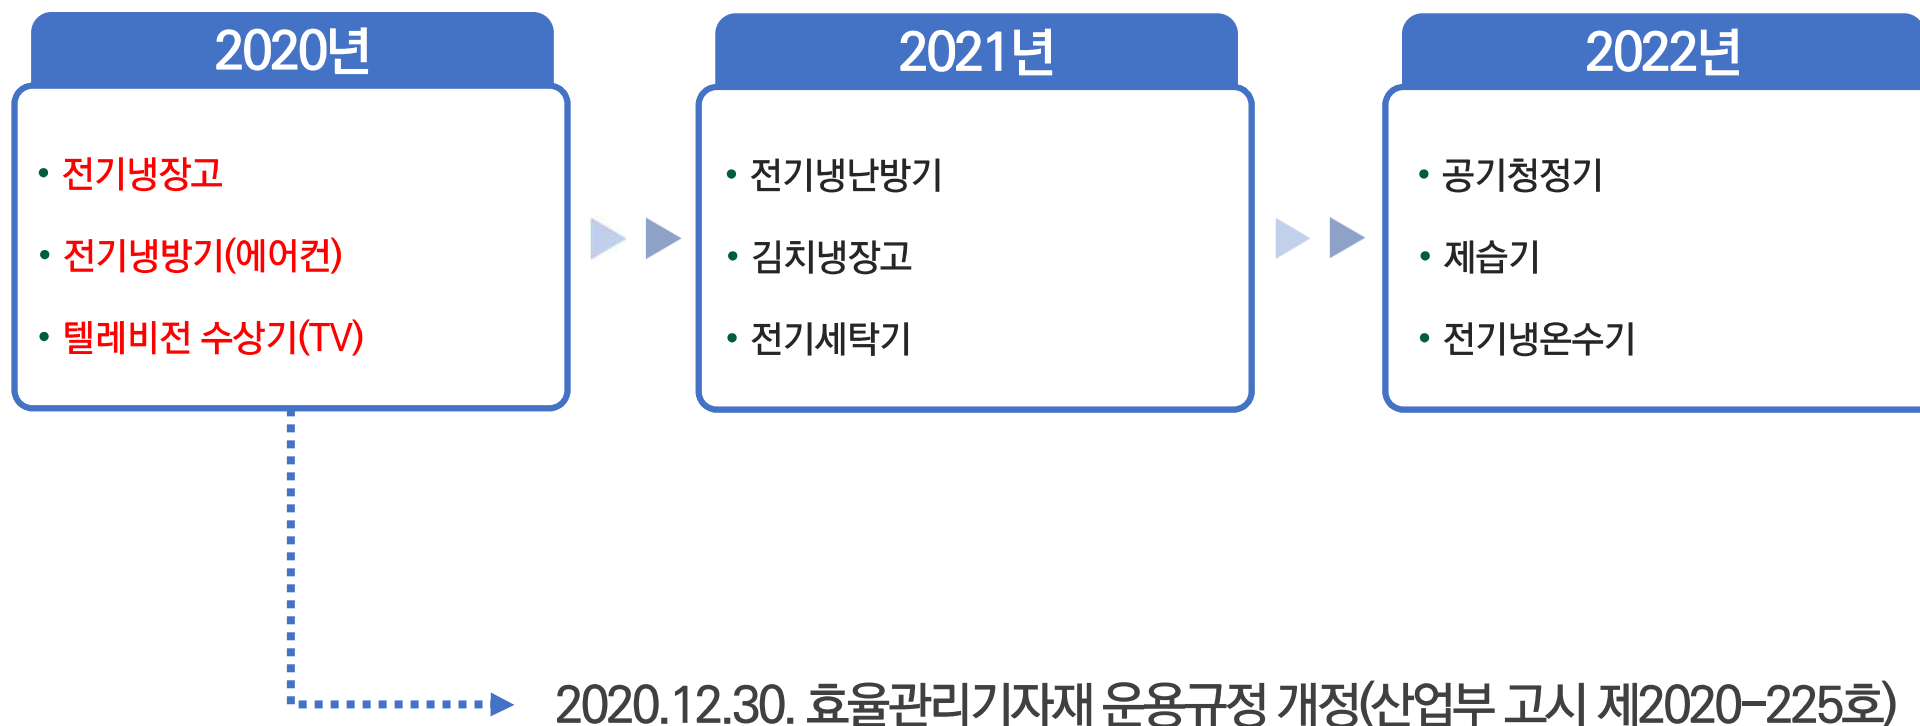 2020년
• 전기냉장고
• 전기냉방기(에어컨)
• 텔레비전 수상기(TV)
2021년
• 전기냉난방기
• 김치냉장고
• 전기세탁기
2022년
• 공기청정기
• 제습기
• 전기냉온수기
2020.12.30. 효율관리기자재 운용규정 개정(산업부 고시 제2020-225호)